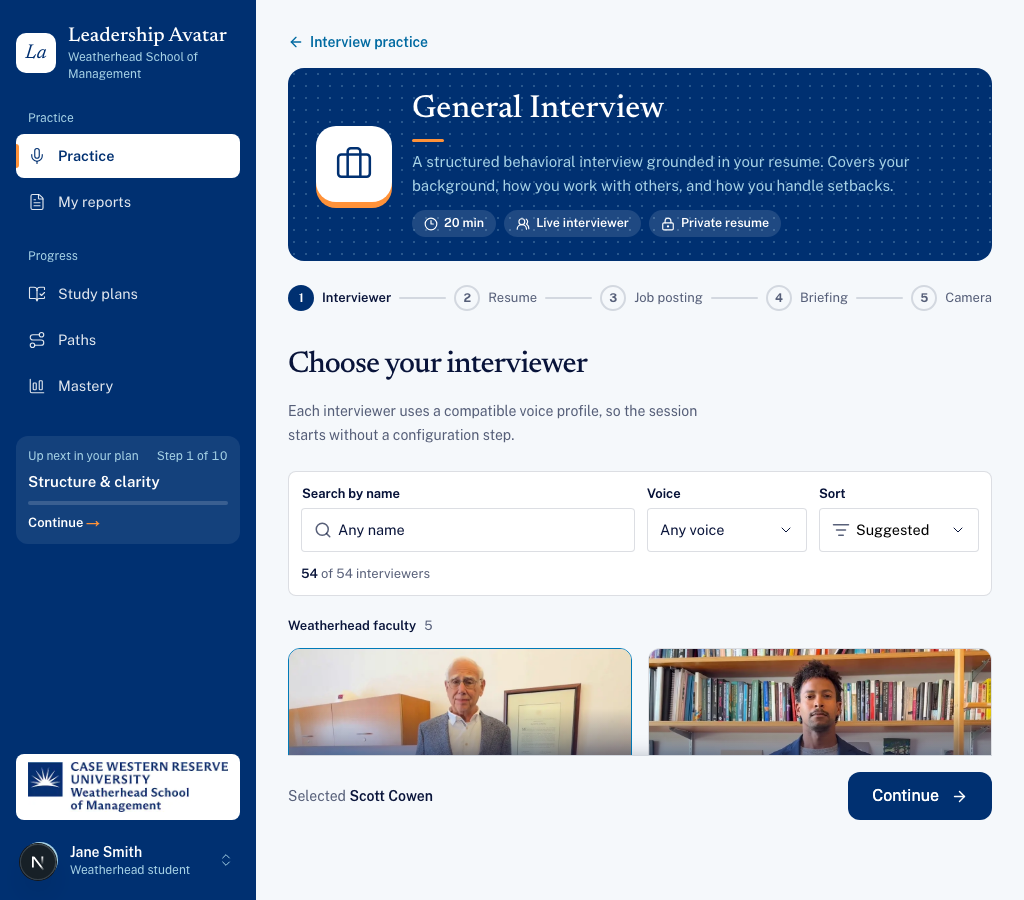 La
Leadership Avatar
Weatherhead School of
Management
Practice
Practice
My reports
Progress
Study plans
Paths
Mastery
Up next in your plan
Step 1 of 10
Structure & clarity
Continue →
CASE WESTERN RESERVE
UNIVERSITY
Weatherhead School
of Management
N
Jane Smith
Weatherhead student
← Interview practice
General Interview
A structured behavioral interview grounded in your resume. Covers your
background, how you work with others, and how you handle setbacks.
20 min
Live interviewer
Private resume
1 Interviewer
2 Resume
3 Job posting
4 Briefing
5 Camera
Choose your interviewer
Each interviewer uses a compatible voice profile, so the session
starts without a configuration step.
Search by name
Voice
Sort
Any name
Any voice
Suggested
54 of 54 interviewers
Weatherhead faculty 5
Selected Scott Cowen
Continue →